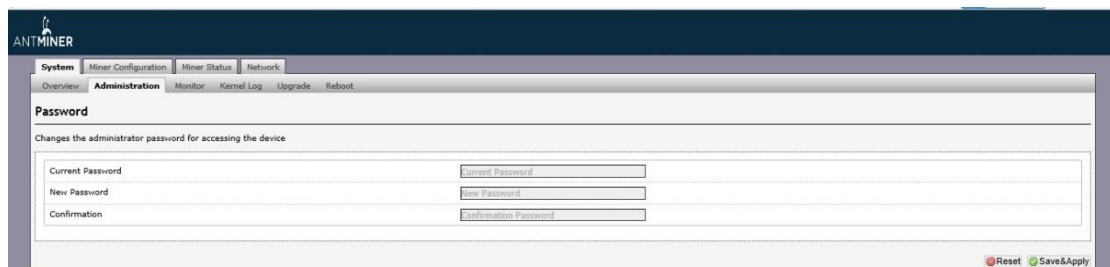 ANTMINER
System Miner Configuration Miner Status Network
Overview Administration Monitor Kernel Log Upgrade Reboot
Password
Changes the administrator password for accessing the device
Current Password Current Password
New Password New Password
Confirmation Confirmation Password
Reset Save&Apply